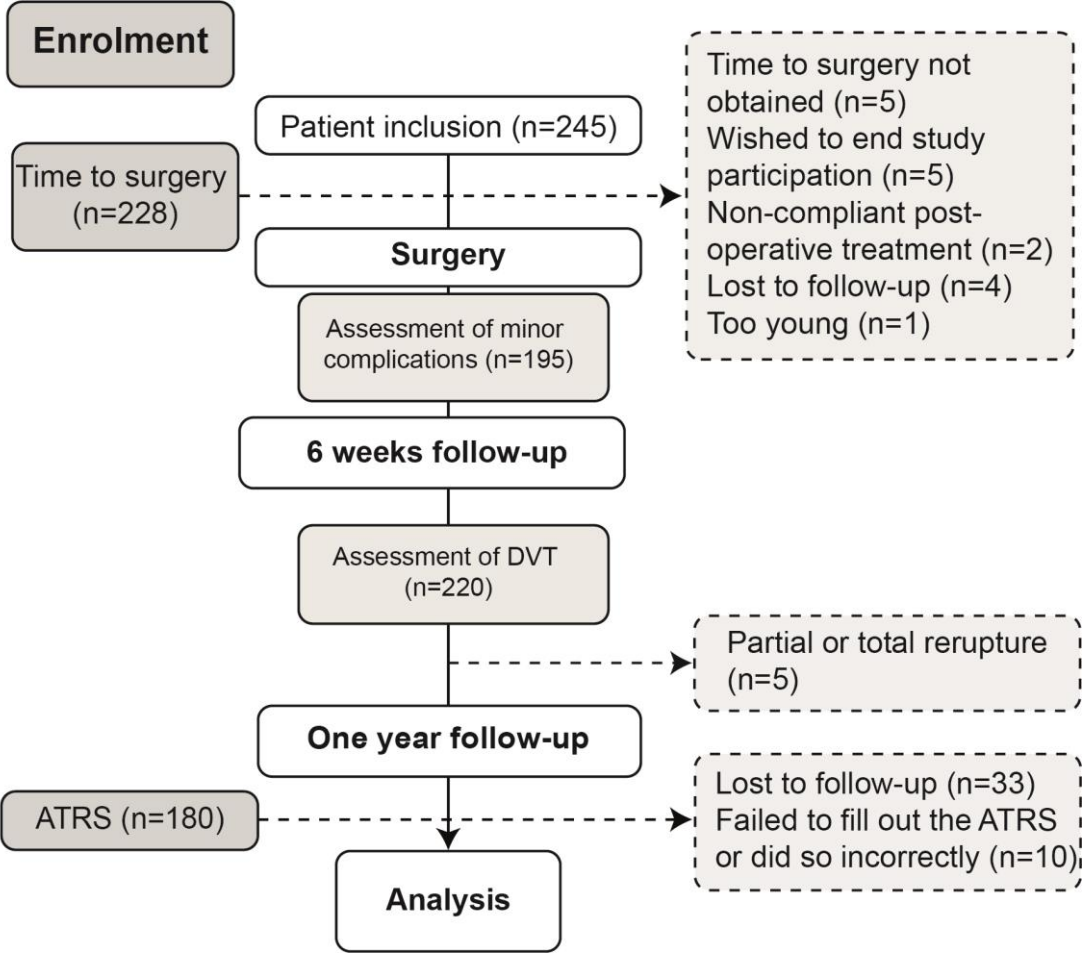 Enrolment
Patient inclusion (n=245)
Time to surgery
(n=228)
Time to surgery not
obtained (n=5)
Wished to end study
participation (n=5)
Non-compliant post-
operative treatment (n=2)
Lost to follow-up (n=4)
Too young (n=1)
Surgery
Assessment of minor
complications (n=195)
6 weeks follow-up
Assessment of DVT
(n=220)
Partial or total rerupture
(n=5)
One year follow-up
ATRS (n=180)
Lost to follow-up (n=33)
Failed to fill out the ATRS
or did so incorrectly (n=10)
Analysis